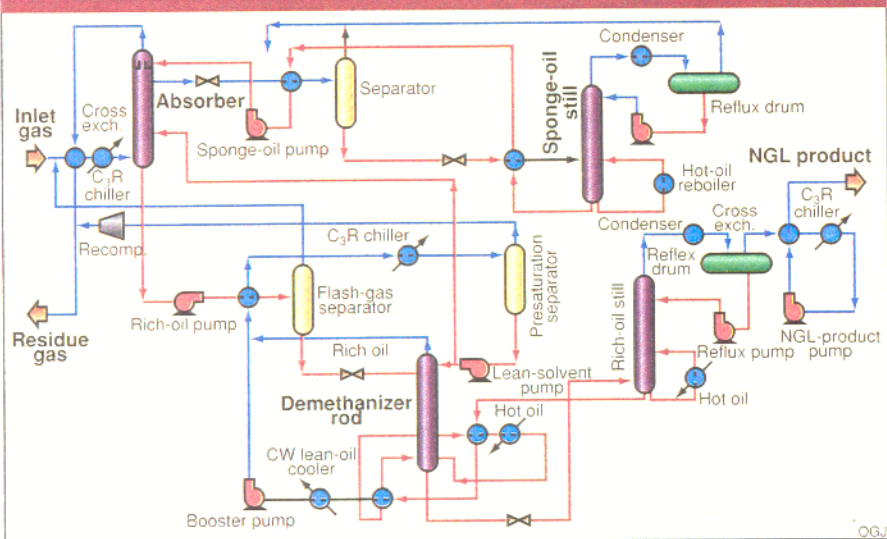 Condenser
Reflux drum
Sponge-oil
still
Separator
Absorber
Cross
exch.
Inlet
gas
C₃R
chiller
Sponge-oil pump
Hot-oil
reboiler
NGL product
C₃R
chiller
Cross
exch.
Condenser
Reflex
drum
Recomp.
C₃R chiller
Flash-gas
separator
Presaturation
separator
Rich-oil pump
Residue
gas
Rich oil
Rich-oil still
Reflux pump
NGL-product
pump
Lean-solvent
pump
Hot oil
Demethanizer
rod
Hot oil
CW lean-oil
cooler
Booster pump
OGJ